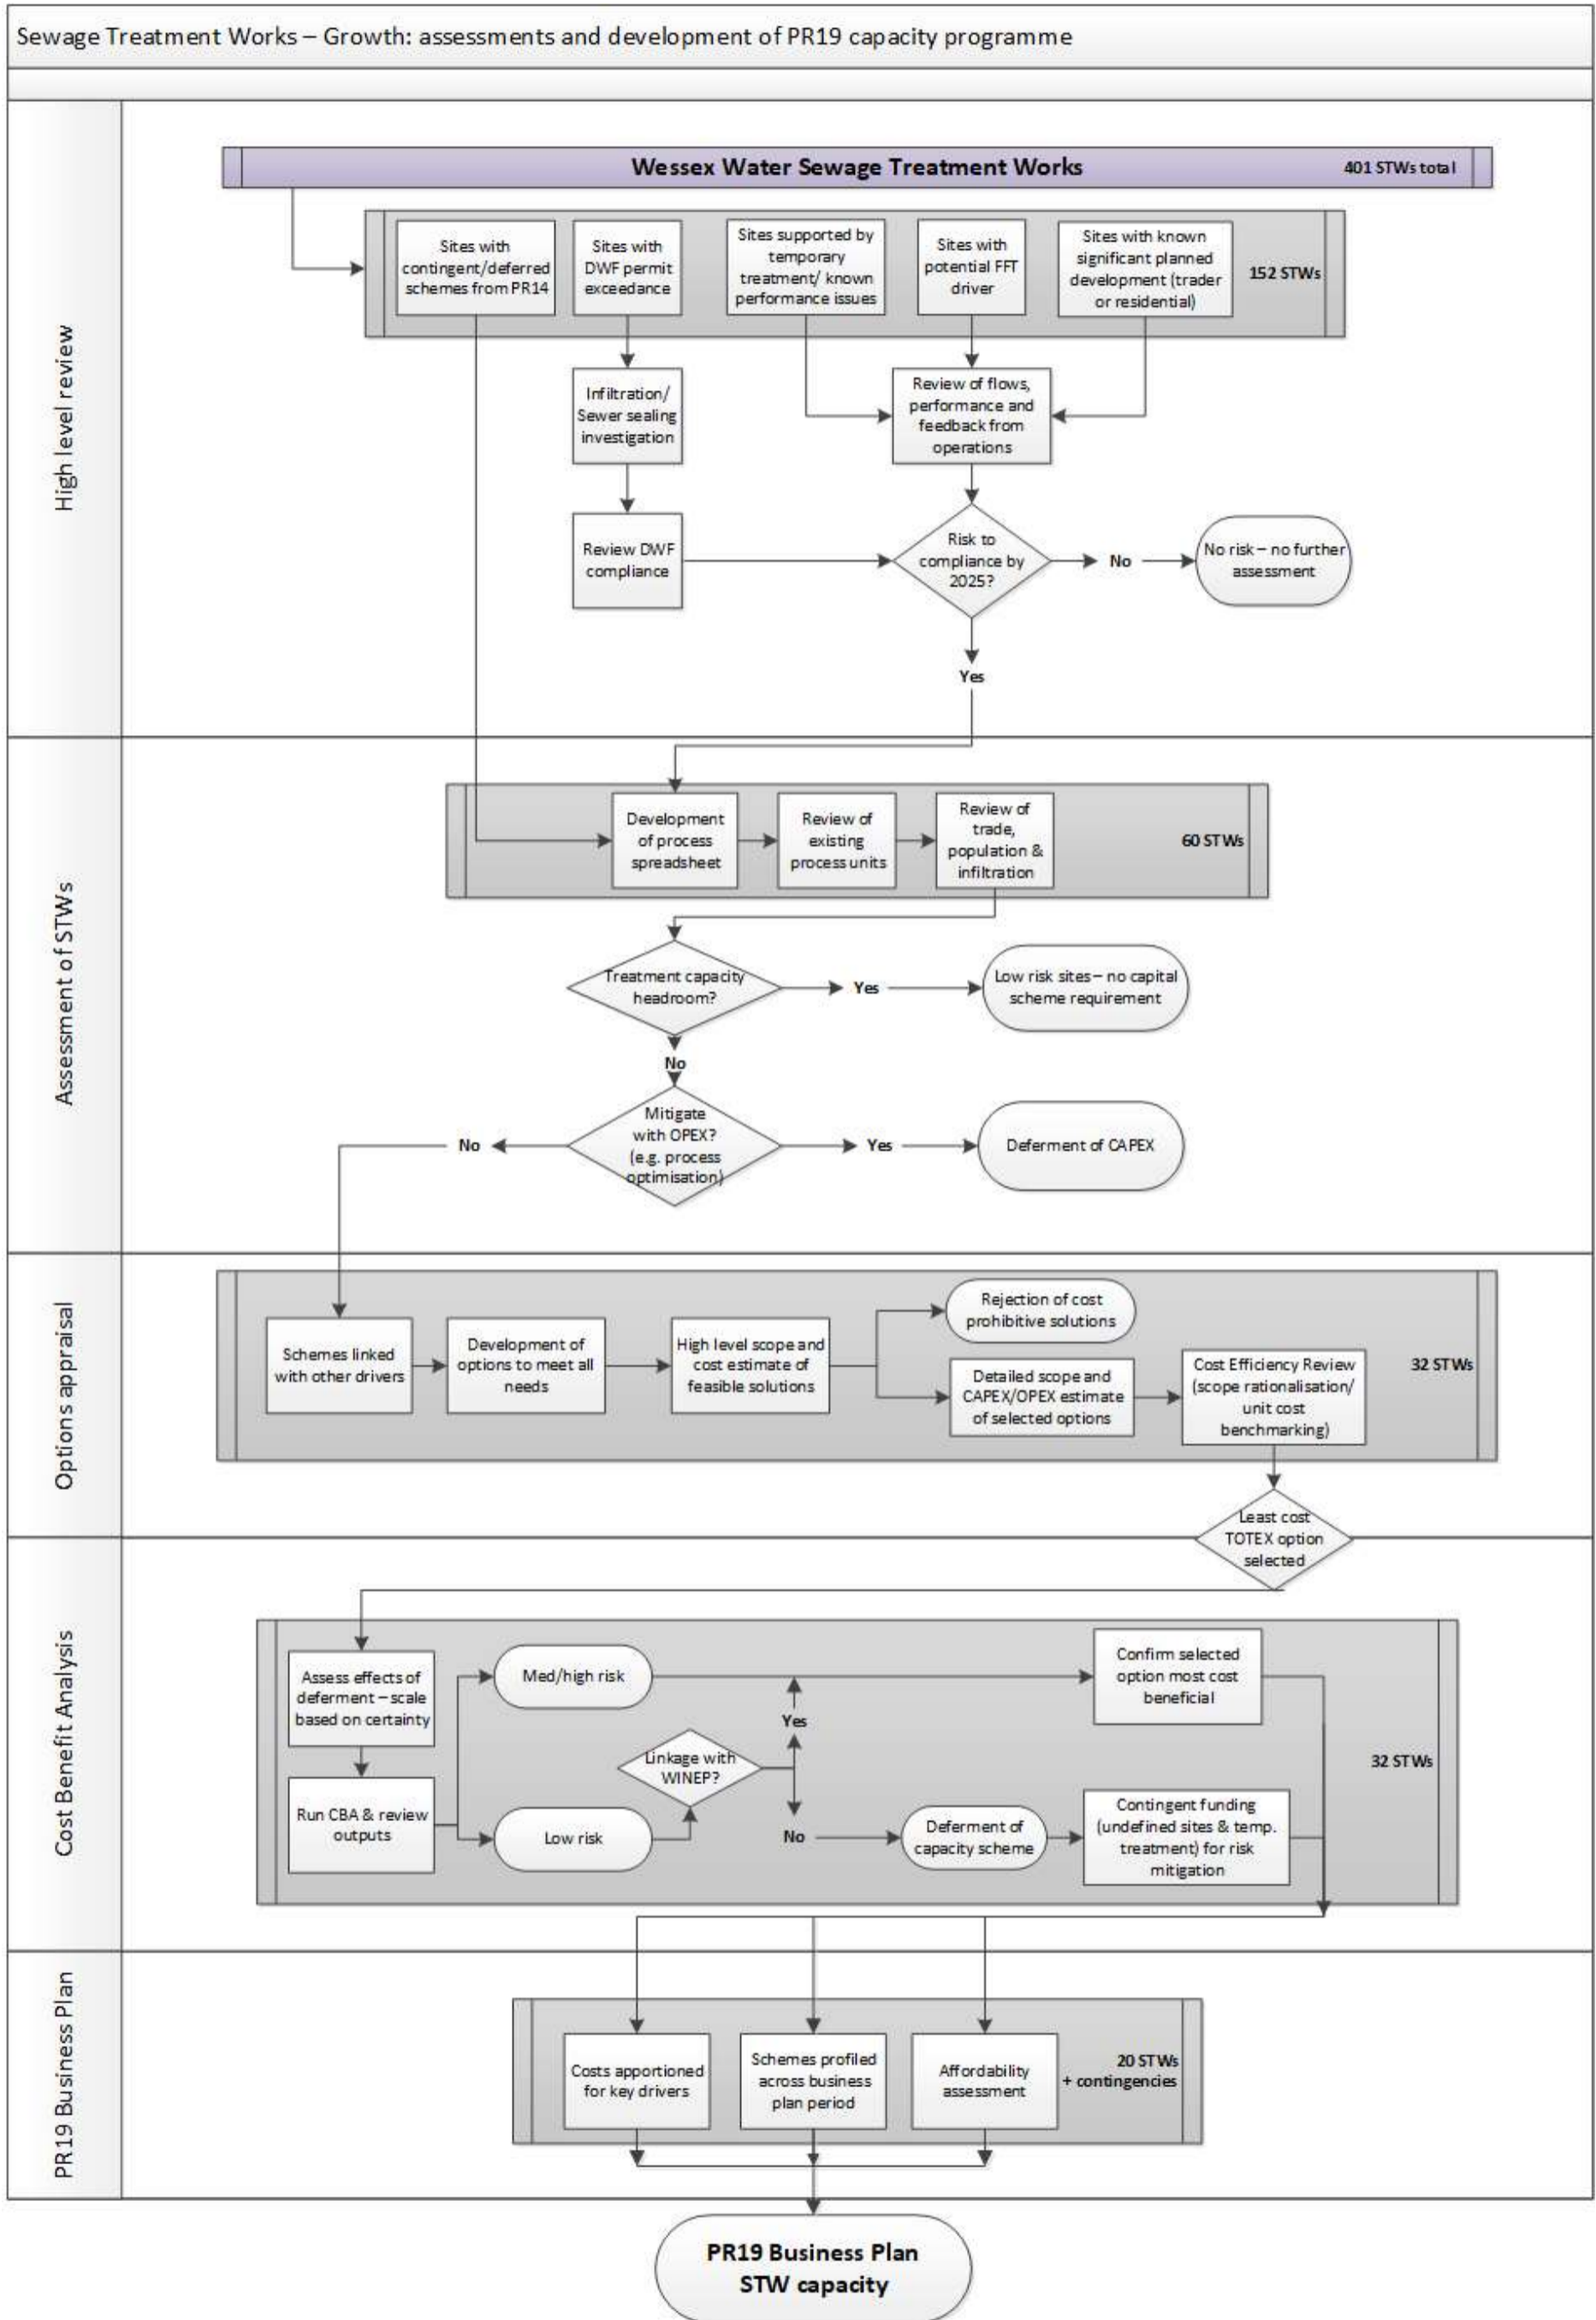 Sewage Treatment Works – Growth: assessments and development of PR19 capacity programme
High level review
Wessex Water Sewage Treatment Works
401 STWs total
Sites with
contingent/deferred
schemes from PR14
Sites with
DWF permit
exceedance
Sites supported by
temporary
treatment/ known
performance issues
Sites with
potential FFT
driver
Sites with known
significant planned
development (trader
or residential)
152 STWs
Infiltration/
Sewer sealing
investigation
Review of flows,
performance and
feedback from
operations
Review DWF
compliance
Risk to
compliance by
2025?
No
No risk – no further
assessment
Yes
Assessment of STWs
Development
of process
spreadsheet
Review of
existing
process units
Review of
trade,
population &
infiltration
60 STWs
Treatment capacity
headroom?
Yes
Low risk sites – no capital
scheme requirement
No
Mitigate
with OPEX?
(e.g. process
optimisation)
No
Yes
Deferment of CAPEX
Options appraisal
Schemes linked
with other drivers
Development of
options to meet all
needs
High level scope and
cost estimate of
feasible solutions
Rejection of cost
prohibitive solutions
Detailed scope and
CAPEX/OPEX estimate
of selected options
Cost Efficiency Review
(scope rationalisation/
unit cost
benchmarking)
32 STWs
Least cost
TOTEX option
selected
Cost Benefit Analysis
Assess effects of
deferment – scale
based on certainty
Med/high risk
Confirm selected
option most cost
beneficial
Yes
Linkage with
WINEP?
32 STWs
Run CBA & review
outputs
Low risk
No
Deferment of
capacity scheme
Contingent funding
(undefined sites & temp.
treatment) for risk
mitigation
PR19 Business Plan
Costs apportioned
for key drivers
Schemes profiled
across business
plan period
Affordability
assessment
20 STWs
+ contingencies
PR19 Business Plan
STW capacity